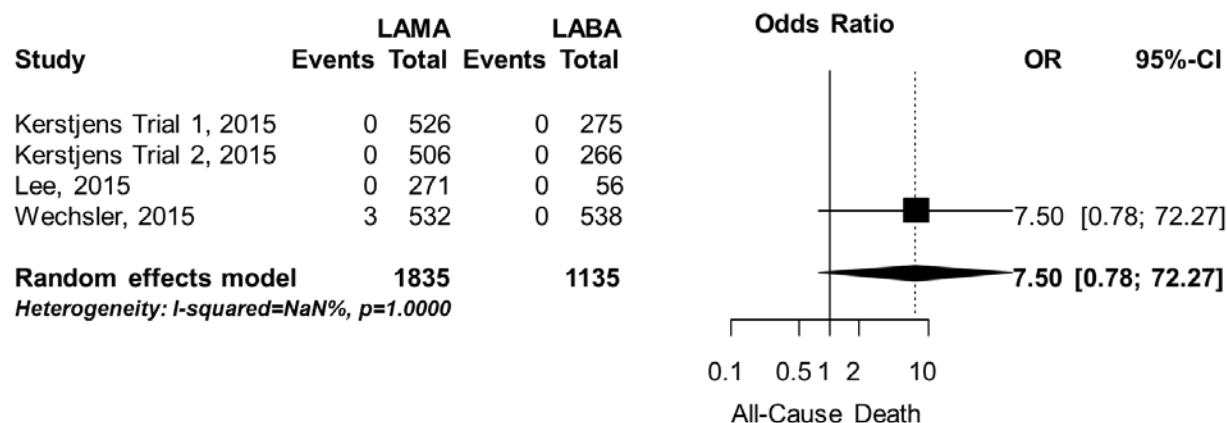 LAMA LABA Odds Ratio
Study Events Total Events Total OR 95%-CI
Kerstjens Trial 1, 2015 0 526 0 275
Kerstjens Trial 2, 2015 0 506 0 266
Lee, 2015 0 271 0 56
Wechsler, 2015 3 532 0 538 7.50 [0.78; 72.27]
Random effects model 1835 1135 7.50 [0.78; 72.27]
Heterogeneity: I-squared=NaN%, p=1.0000
0.1 0.5 1 2 10
All-Cause Death